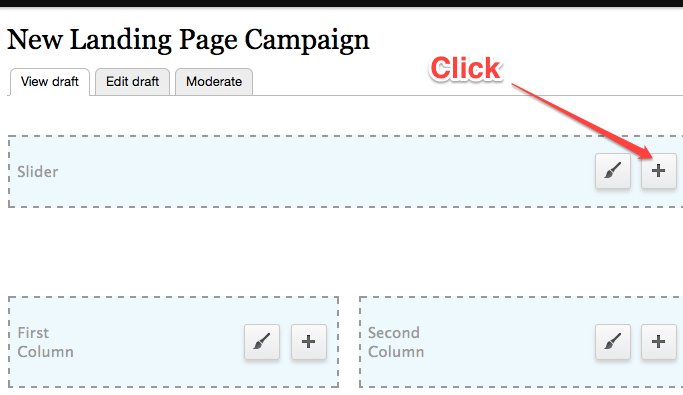 New Landing Page Campaign
Click
View draft Edit draft Moderate
Slider
First
Column
Second
Column